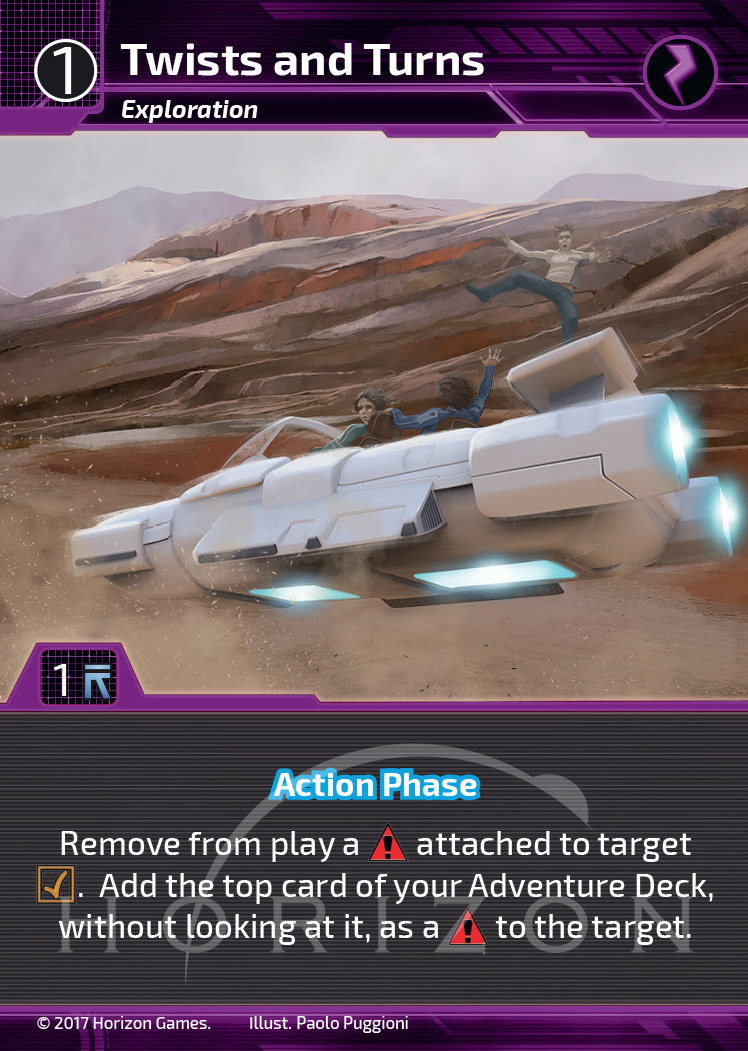 1
Twists and Turns
Exploration
1
Action Phase
Remove from play a ! attached to target
. Add the top card of your Adventure Deck,
without looking at it, as a ! to the target.
HORIZON
© 2017 Horizon Games. Illust. Paolo Puggioni